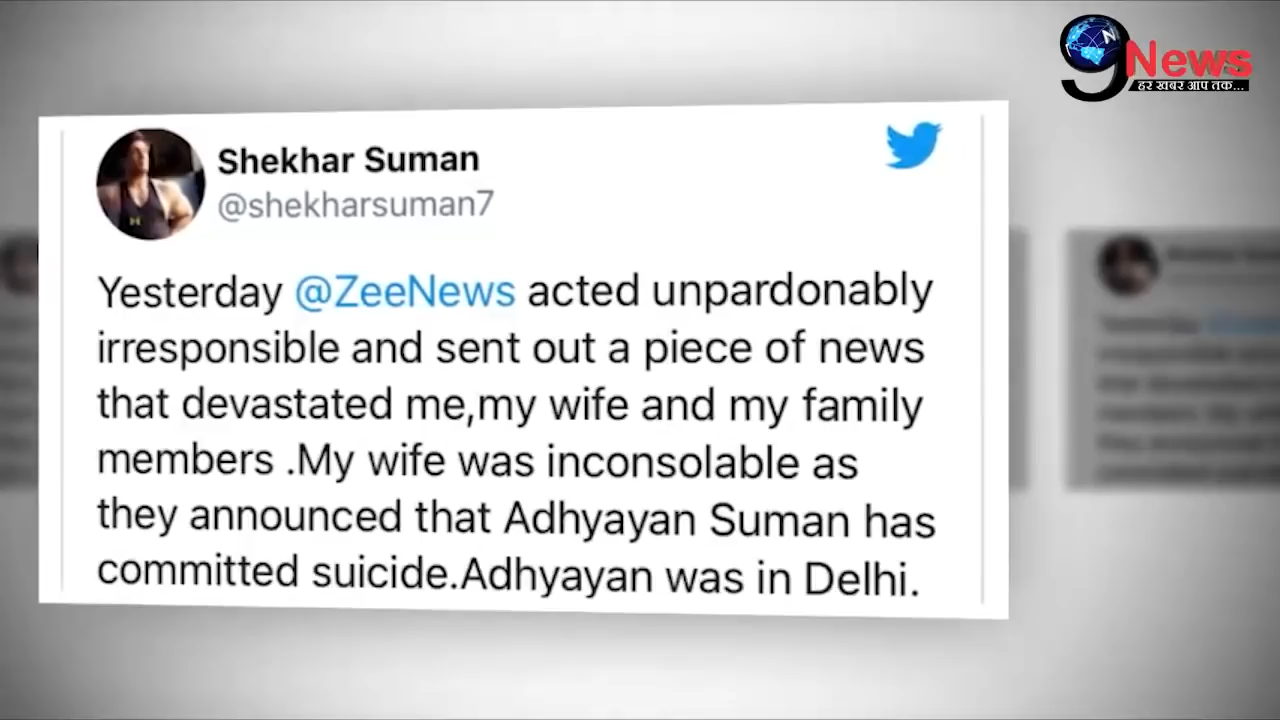 9 News
हर खबर आप तक...
Shekhar Suman
@shekharsuman7
Yesterday @ZeeNews acted unpardonably
irresponsible and sent out a piece of news
that devastated me,my wife and my family
members .My wife was inconsolable as
they announced that Adhyayan Suman has
committed suicide.Adhyayan was in Delhi.